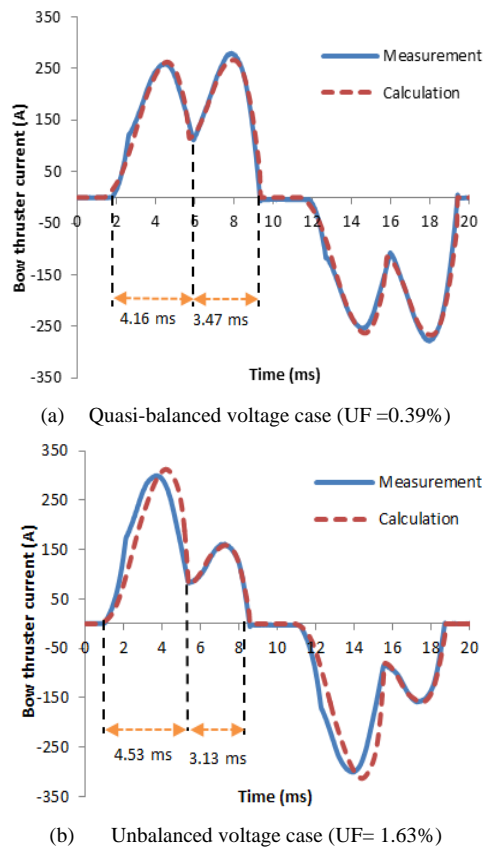 350
250
150
50
-50
-150
-250
-350
Bow thruster current (A)
Measurement
Calculation
0 2 4 6 8 10 12 14 16 18 20
4.16 ms 3.47 ms
Time (ms)
(a) Quasi-balanced voltage case (UF =0.39%)
350
250
150
50
-50
-150
-250
-350
Bow thruster current (A)
Measurement
Calculation
0 2 4 6 8 10 12 14 16 18 20
4.53 ms 3.13 ms
Time (ms)
(b) Unbalanced voltage case (UF= 1.63%)